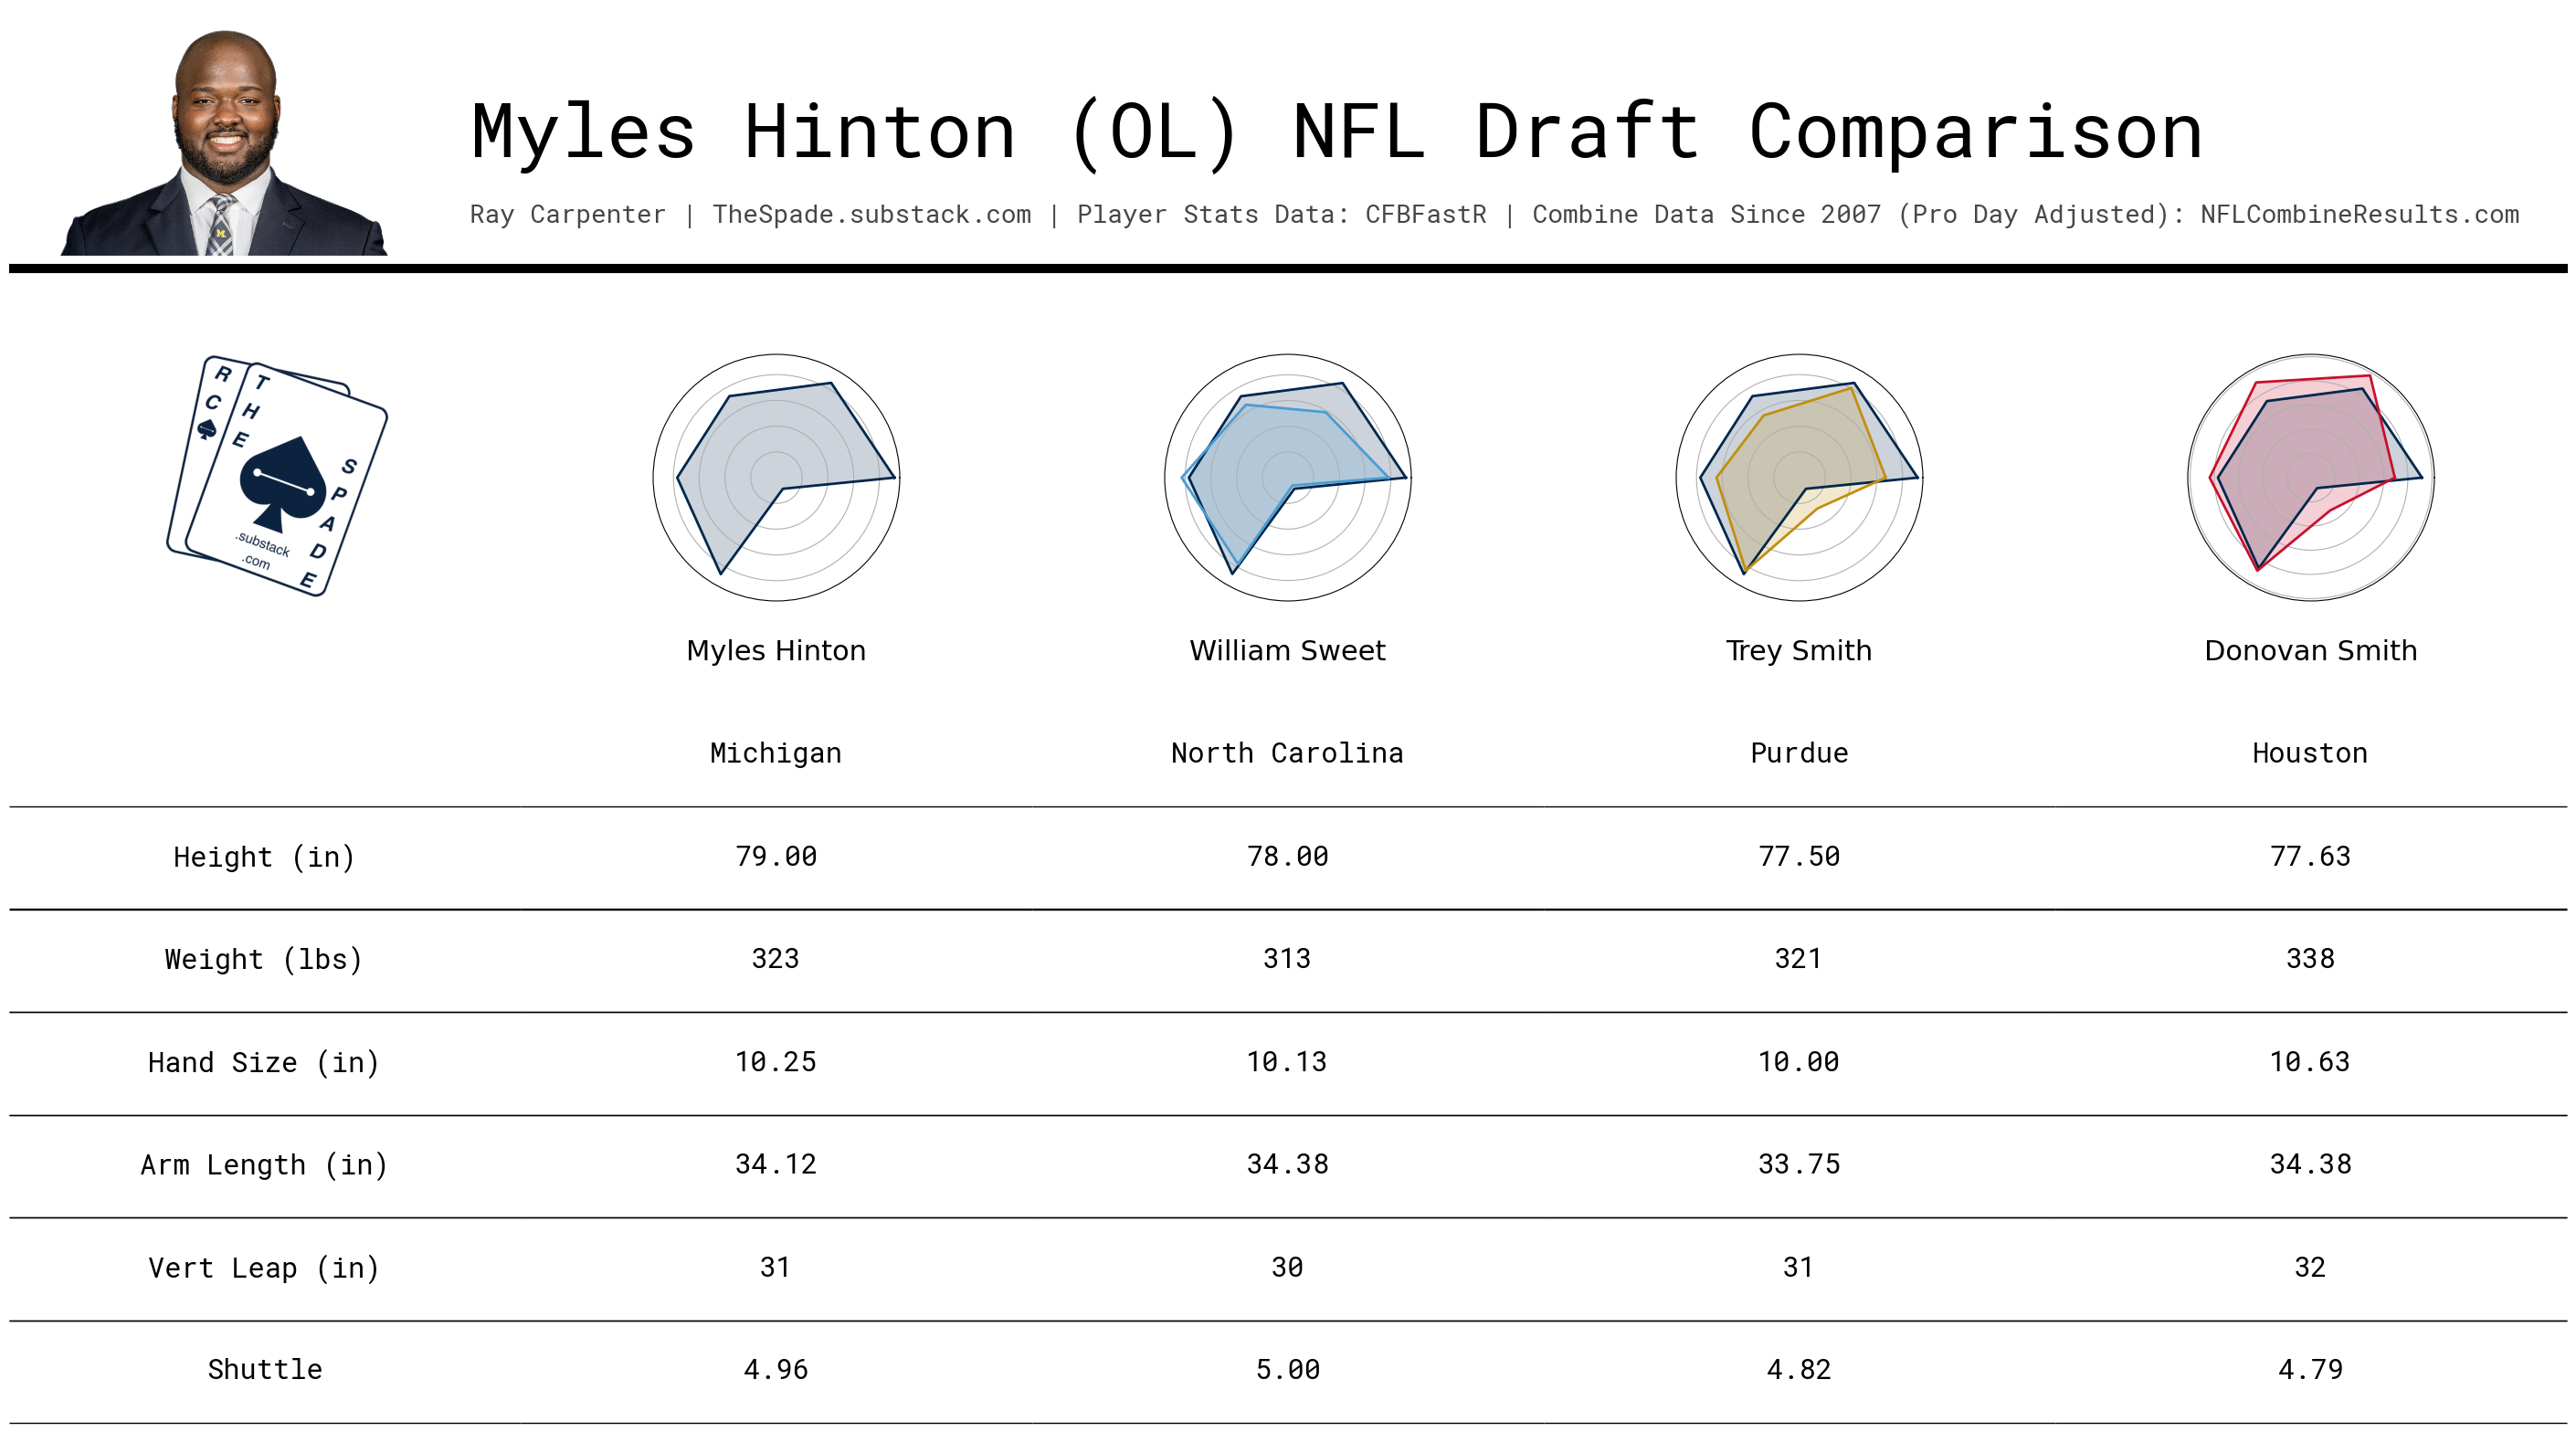 Myles Hinton (OL) NFL Draft Comparison
Ray Carpenter | TheSpade.substack.com | Player Stats Data: CFBFastR | Combine Data Since 2007 (Pro Day Adjusted): NFLCombineResults.com
M
RC
THE
SPADE
.substack
.com
Myles Hinton William Sweet Trey Smith Donovan Smith
Michigan North Carolina Purdue Houston
Height (in) 79.00 78.00 77.50 77.63
Weight (lbs) 323 313 321 338
Hand Size (in) 10.25 10.13 10.00 10.63
Arm Length (in) 34.12 34.38 33.75 34.38
Vert Leap (in) 31 30 31 32
Shuttle 4.96 5.00 4.82 4.79